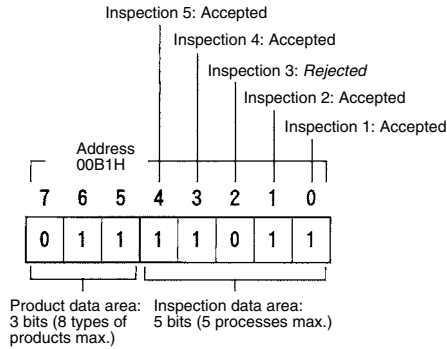 Inspection 5: Accepted
Inspection 4: Accepted
Inspection 3: Rejected
Inspection 2: Accepted
Inspection 1: Accepted
Address
00B1H
7 6 5 4 3 2 1 0
0 1 1 1 1 0 1 1
Product data area:
3 bits (8 types of
products max.)
Inspection data area:
5 bits (5 processes max.)